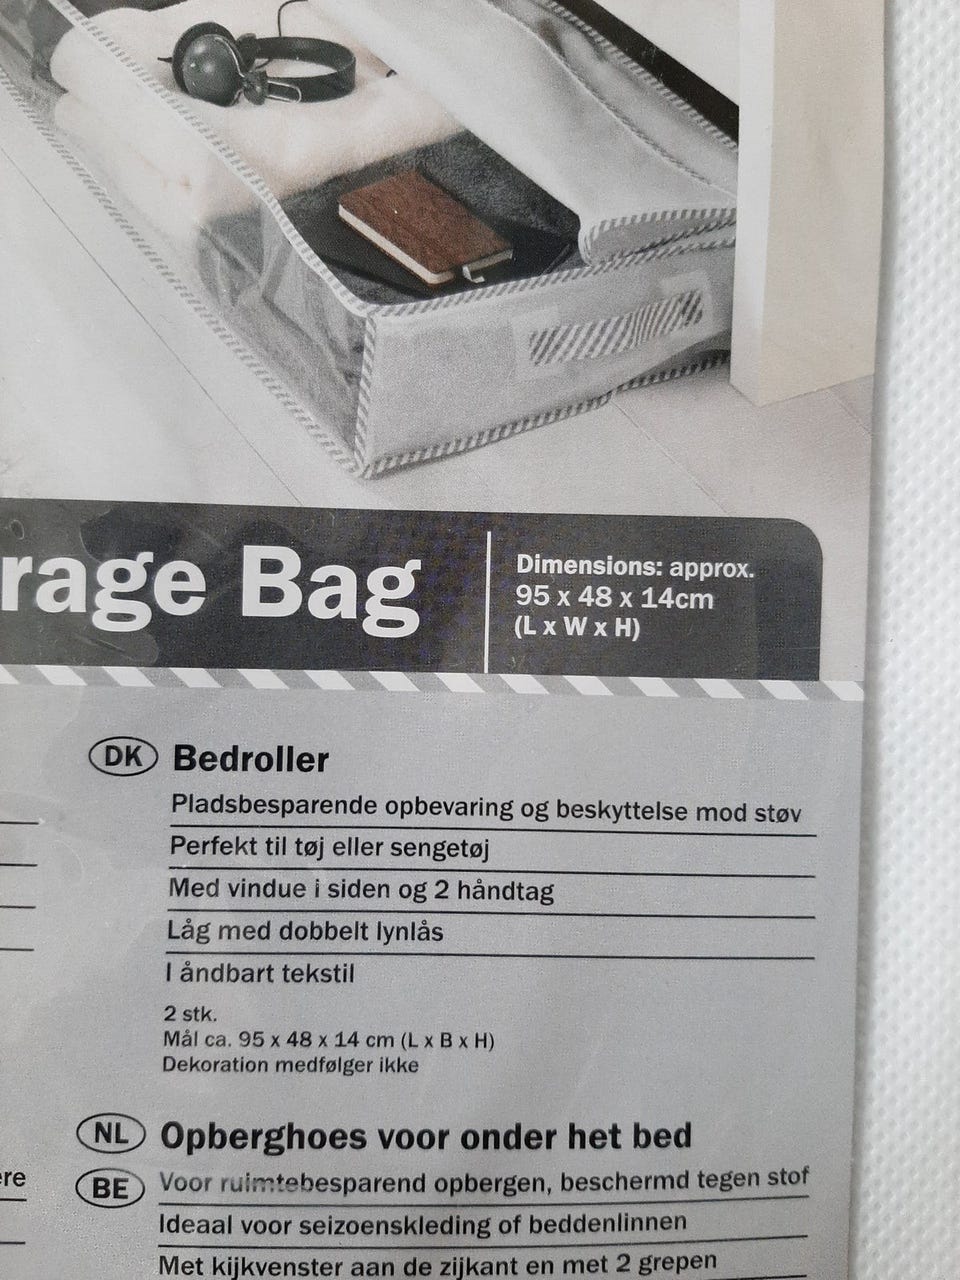 rage Bag
Dimensions: approx.
95 x 48 x 14cm
(L x W x H)
DK Bedroller
Pladsbesparende opbevaring og beskyttelse mod støv
Perfekt til tøj eller sengetøj
Med vindue i siden og 2 håndtag
Låg med dobbelt lynlås
I åndbart tekstil
2 stk.
Mål ca. 95 x 48 x 14 cm (L x B x H)
Dekoration medfølger ikke
NL Opberghoes voor onder het bed
BE Voor ruimtebesparend opbergen, beschermd tegen stof
Ideaal voor seizoenskleding of beddenlinnen
Met kijkvenster aan de zijkant en met 2 grepen
ere